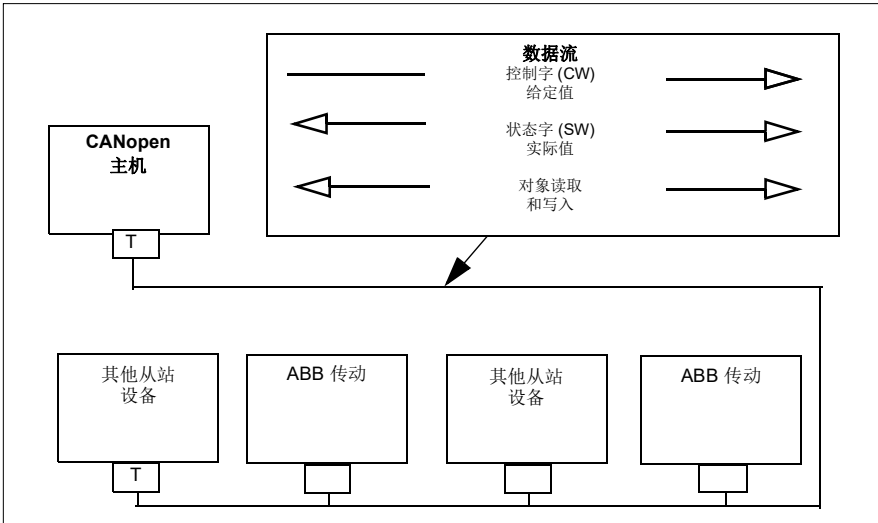 数据流
控制字 (CW)
给定值
状态字 (SW)
实际值
对象读取
和写入
CANopen
主机
T
其他从站
设备
ABB 传动
其他从站
设备
ABB 传动
T